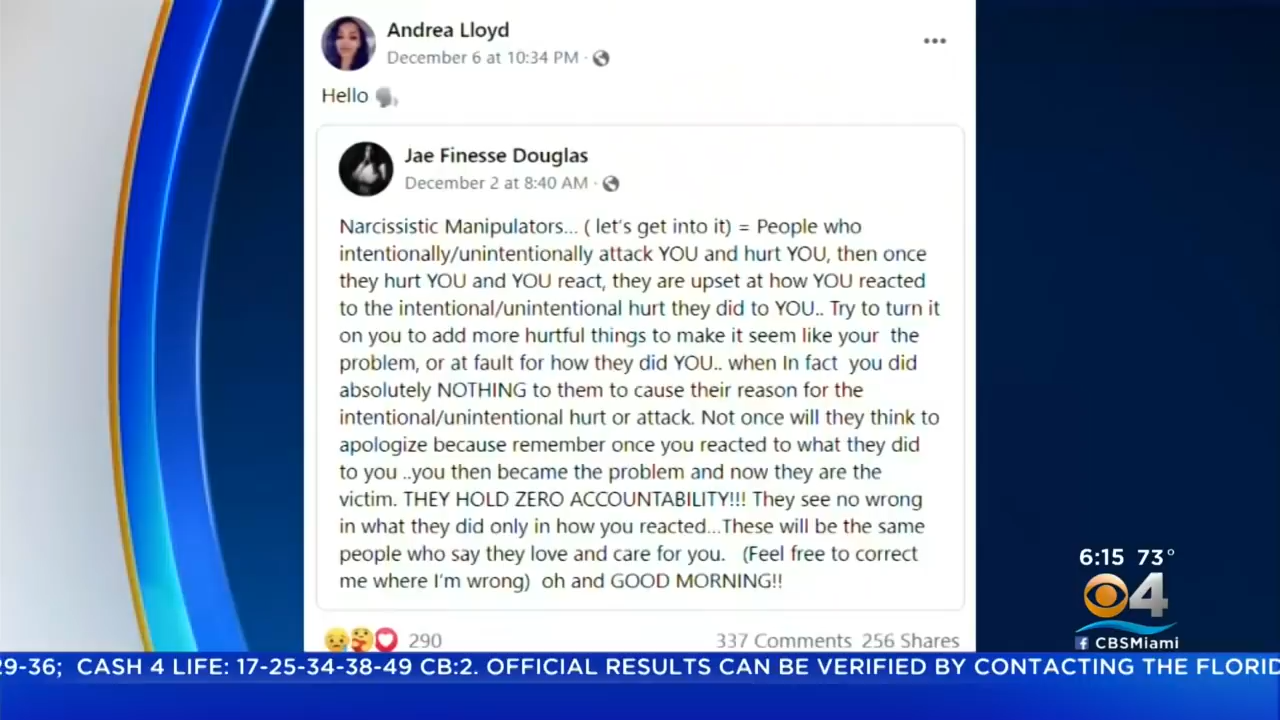 Andrea Lloyd
December 6 at 10:34 PM ·
Hello
Jae Finesse Douglas
December 2 at 8:40 AM ·
Narcissistic Manipulators... ( let's get into it) = People who
intentionally/unintentionally attack YOU and hurt YOU, then once
they hurt YOU and YOU react, they are upset at how YOU reacted
to the intentional/unintentional hurt they did to YOU.. Try to turn it
on you to add more hurtful things to make it seem like your the
problem, or at fault for how they did YOU.. when In fact you did
absolutely NOTHING to them to cause their reason for the
intentional/unintentional hurt or attack. Not once will they think to
apologize because remember once you reacted to what they did
to you ..you then became the problem and now they are the
victim. THEY HOLD ZERO ACCOUNTABILITY!!! They see no wrong
in what they did only in how you reacted...These will be the same
people who say they love and care for you. (Feel free to correct
me where I'm wrong) oh and GOOD MORNING!!
290 337 Comments 256 Shares
6:15 73°
4
CBSMiami
29-36; CASH 4 LIFE: 17-25-34-38-49 CB:2. OFFICIAL RESULTS CAN BE VERIFIED BY CONTACTING THE FLORID